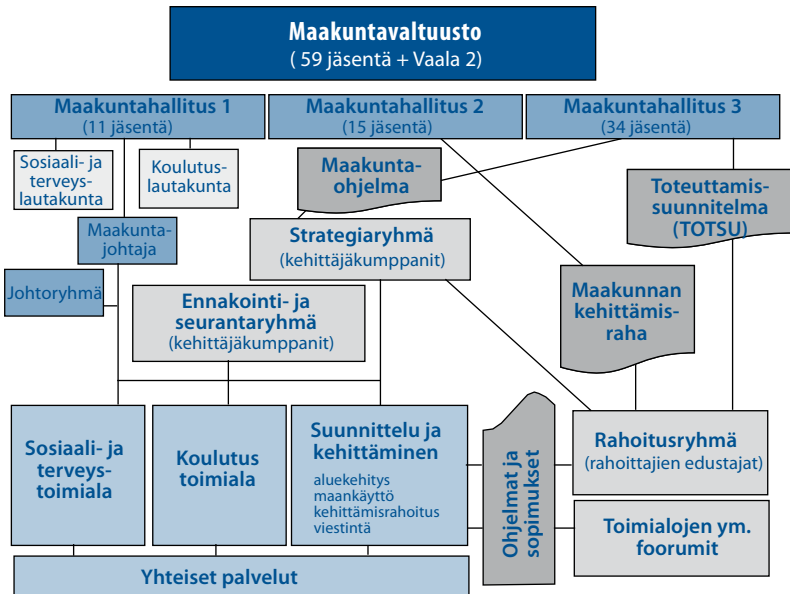 Maakuntavaltuusto
( 59 jäsentä + Vaala 2)
Maakuntahallitus 1
(11 jäsentä)
Maakuntahallitus 2
(15 jäsentä)
Maakuntahallitus 3
(34 jäsentä)
Sosiaali- ja
terveys-
lautakunta
Koulutus-
lautakunta
Maakunta-
ohjelma
Toteuttamis-
suunnitelma
(TOTSU)
Maakunta-
johtaja
Strategiaryhmä
(kehittäjäkumppanit)
Johtoryhmä
Ennakointi- ja
seurantaryhmä
(kehittäjäkumppanit)
Maakunnan
kehittämis-
raha
Sosiaali- ja
terveys-
toimiala
Koulutus
toimiala
Suunnittelu ja
kehittäminen
aluekehitys
maankäyttö
kehittämisrahoitus
viestintä
Ohjelmat ja
sopimukset
Rahoitusryhmä
(rahoittajien edustajat)
Toimialojen ym.
foorumit
Yhteiset palvelut